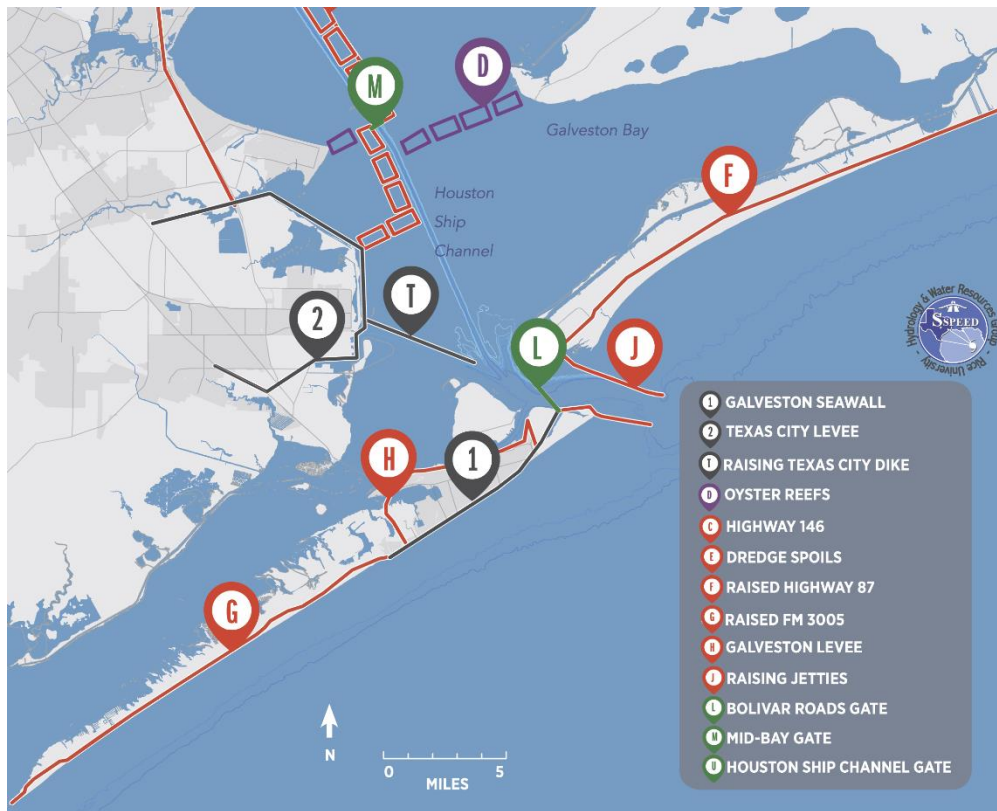 M
D
Galveston Bay
F
Houston
Ship
Channel
T
2
L
J
H
1
G
N
0 5
MILES
Hydrology & Water Resources Group
SSPEED
Rice University
1 GALVESTON SEAWALL
2 TEXAS CITY LEVEE
T RAISING TEXAS CITY DIKE
D OYSTER REEFS
C HIGHWAY 146
E DREDGE SPOILS
F RAISED HIGHWAY 87
G RAISED FM 3005
H GALVESTON LEVEE
J RAISING JETTIES
L BOLIVAR ROADS GATE
M MID-BAY GATE
U HOUSTON SHIP CHANNEL GATE